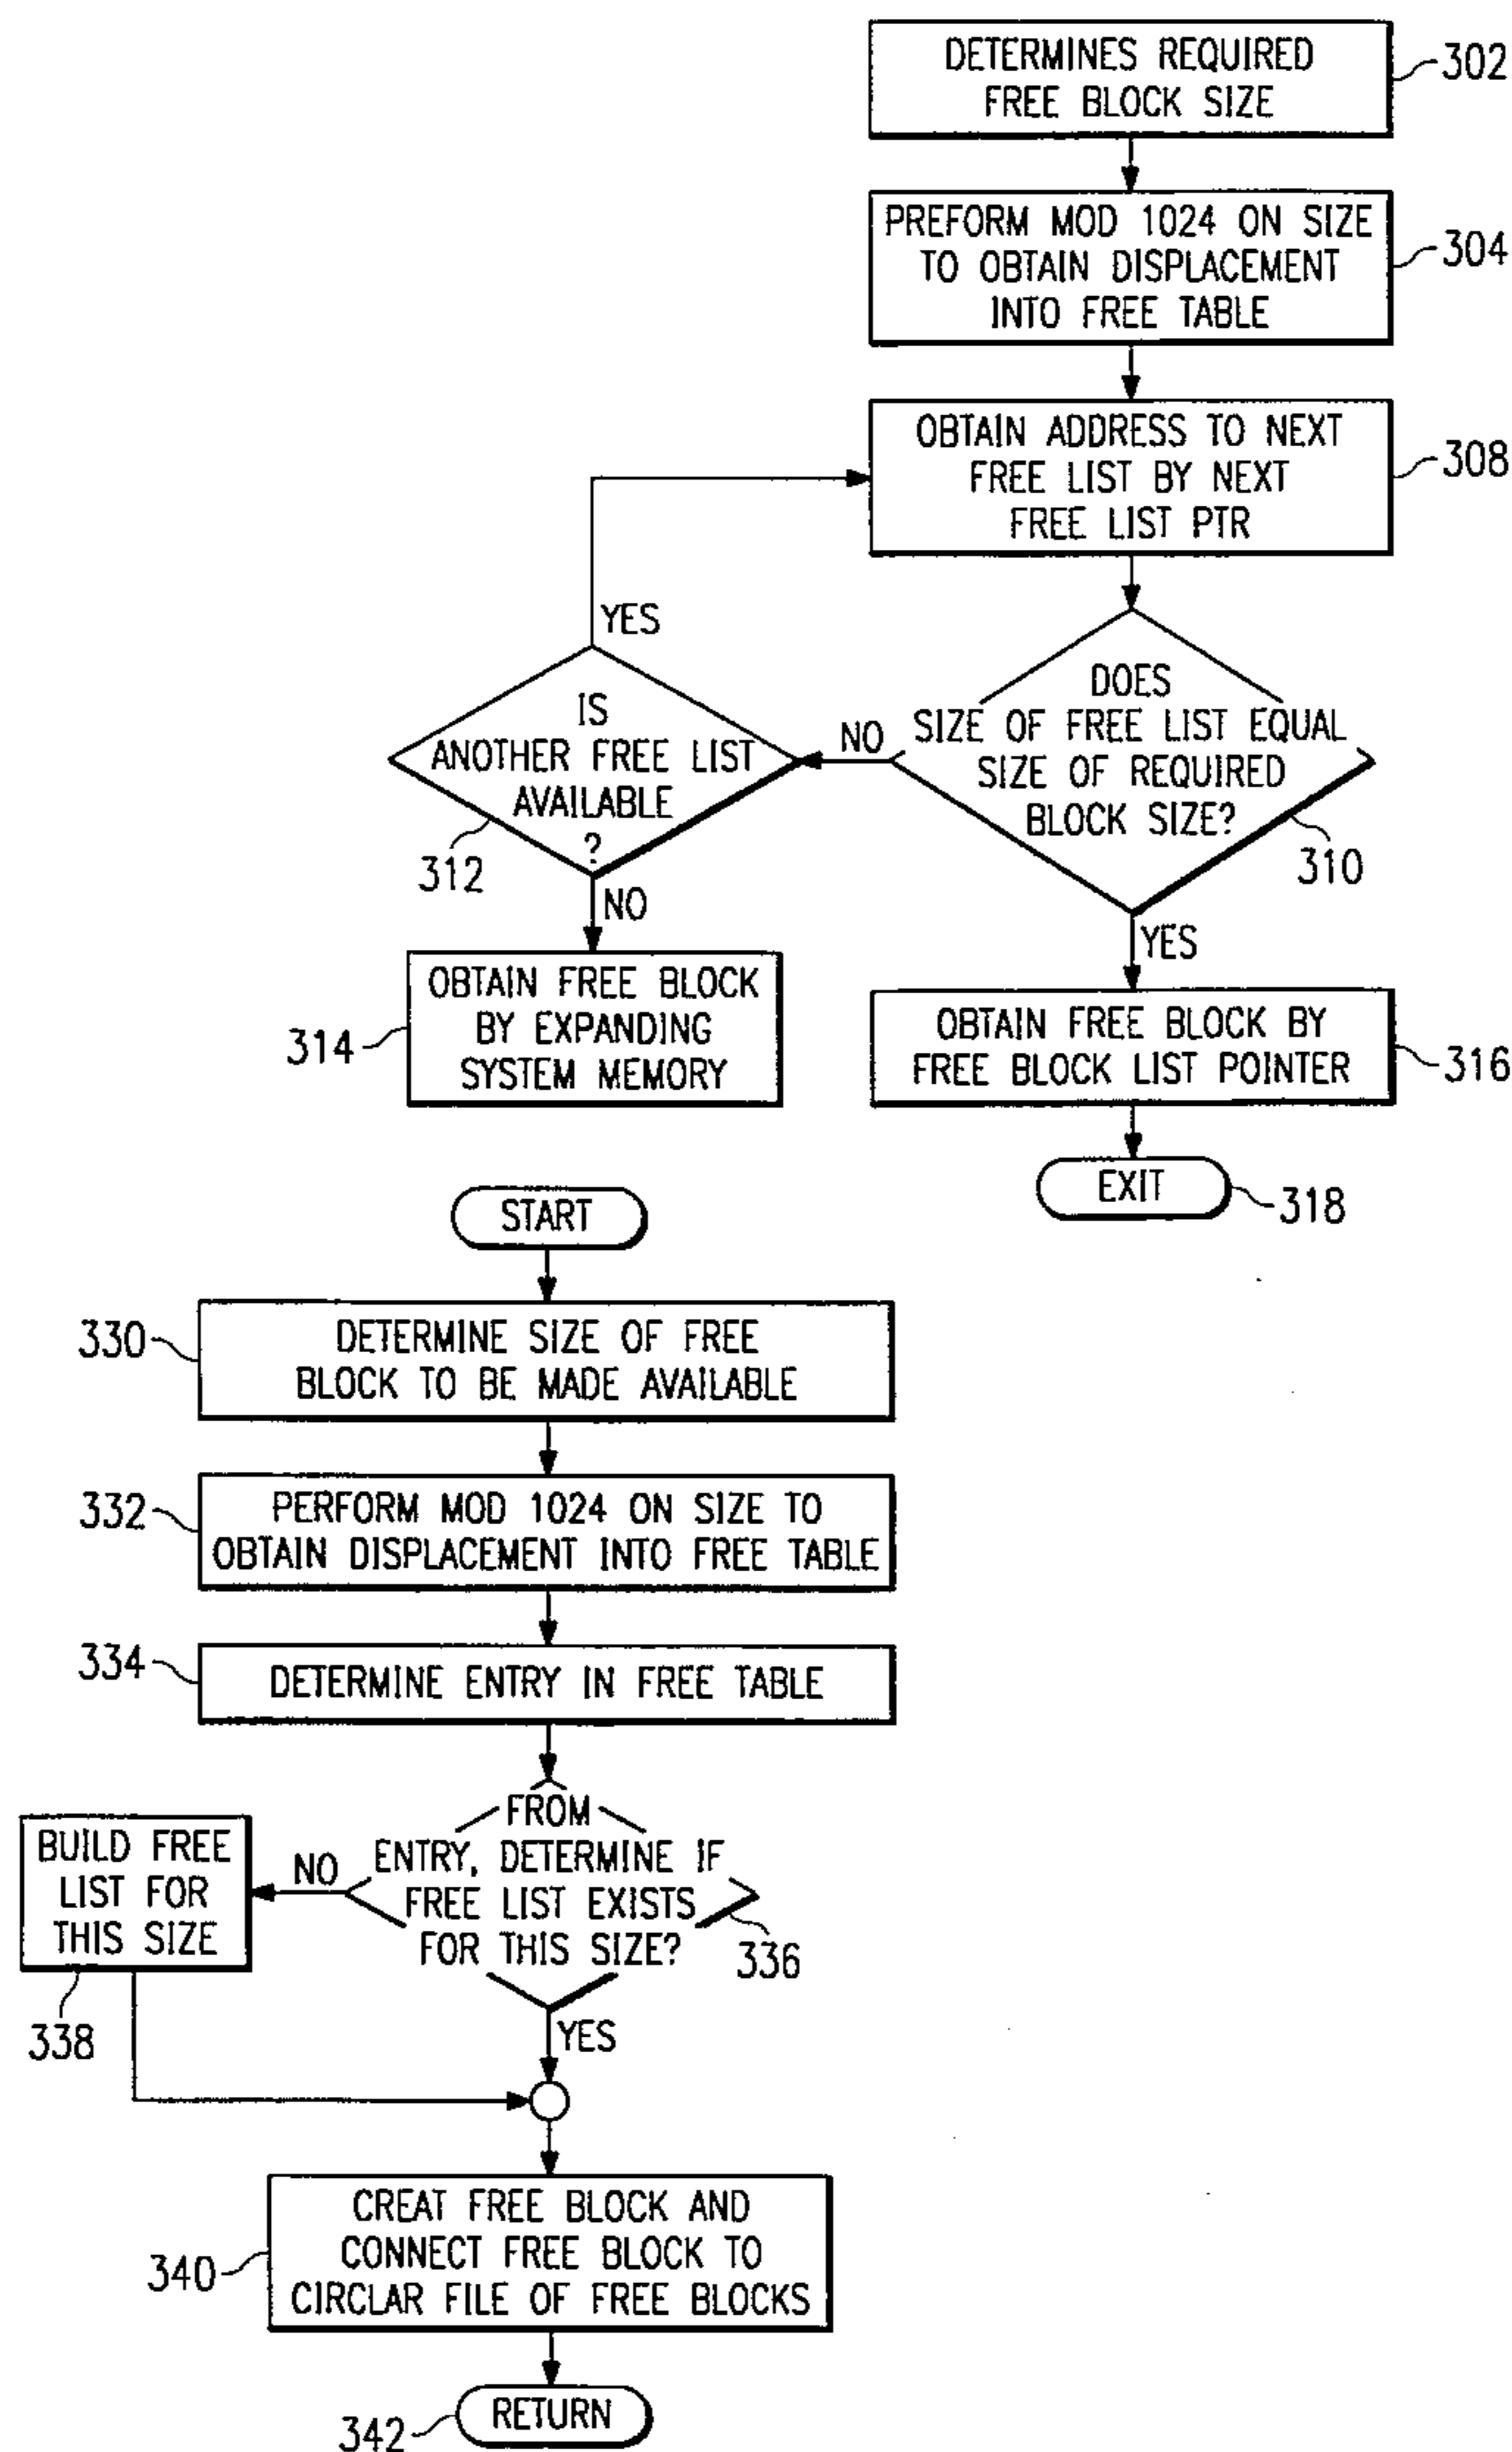 DETERMINES REQUIRED
FREE BLOCK SIZE
302
PREFORM MOD 1024 ON SIZE
TO OBTAIN DISPLACEMENT
INTO FREE TABLE
304
OBTAIN ADDRESS TO NEXT
FREE LIST BY NEXT
FREE LIST PTR
308
YES
IS
ANOTHER FREE LIST
AVAILABLE
?
312
NO
DOES
SIZE OF FREE LIST EQUAL
SIZE OF REQUIRED
BLOCK SIZE?
310
NO
YES
OBTAIN FREE BLOCK
BY EXPANDING
SYSTEM MEMORY
314
OBTAIN FREE BLOCK BY
FREE BLOCK LIST POINTER
316
EXIT
318
START
330
DETERMINE SIZE OF FREE
BLOCK TO BE MADE AVAILABLE
332
PERFORM MOD 1024 ON SIZE TO
OBTAIN DISPLACEMENT INTO FREE TABLE
334
DETERMINE ENTRY IN FREE TABLE
FROM
ENTRY, DETERMINE IF
FREE LIST EXISTS
FOR THIS SIZE?
336
NO
BUILD FREE
LIST FOR
THIS SIZE
338
YES
CREAT FREE BLOCK AND
CONNECT FREE BLOCK TO
CIRCLAR FILE OF FREE BLOCKS
340
RETURN
342